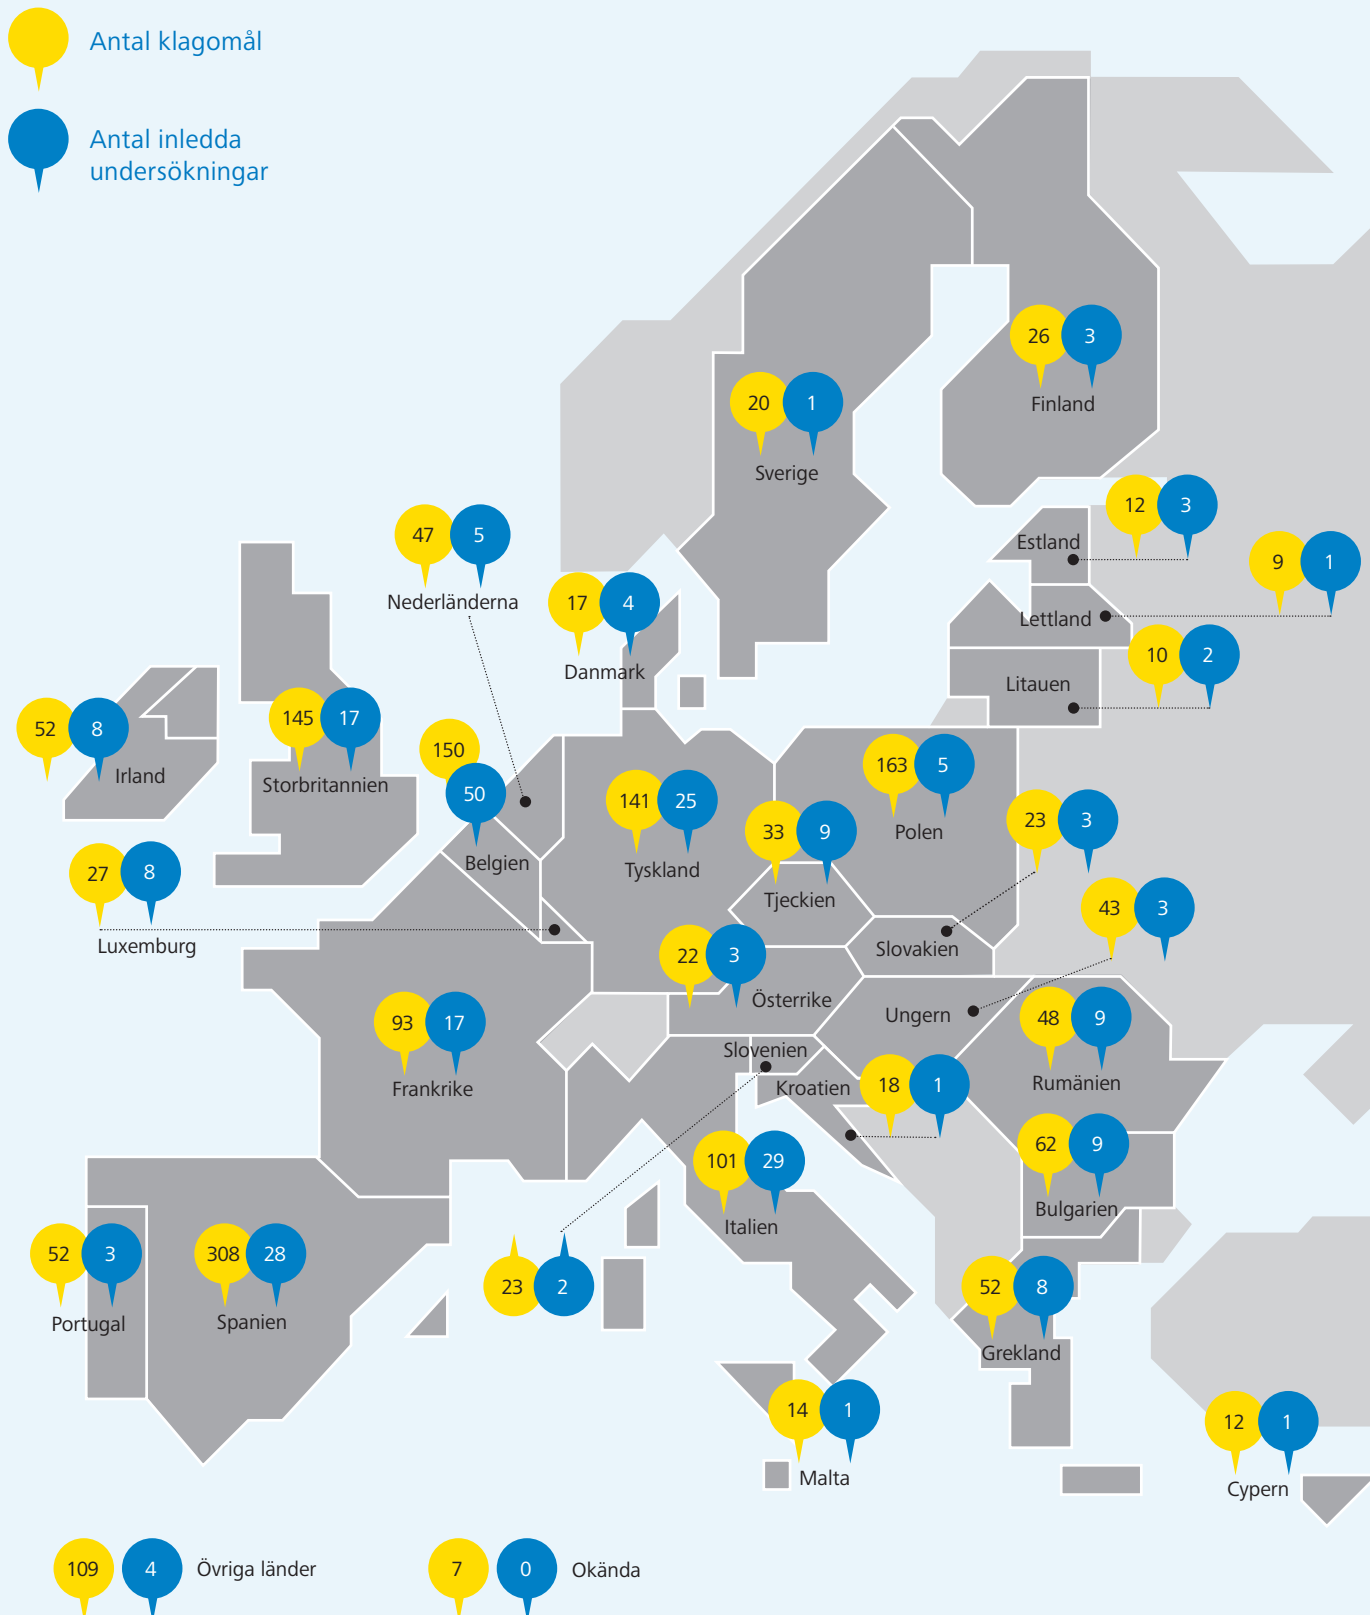 Antal klagomål
Antal inledda
undersökningar
26 3
Finland
20 1
Sverige
12 3
Estland
9 1
Lettland
10 2
Litauen
47 5
Nederländerna
17 4
Danmark
52 8
Irland
145 17
Storbritannien
150
50
Belgien
141 25
Tyskland
163 5
Polen
33 9
Tjeckien
23 3
Slovakien
27 8
Luxemburg
43 3
Ungern
22 3
Österrike
93 17
Frankrike
48 9
Rumänien
Slovenien
23 2
Kroatien
18 1
62 9
Bulgarien
101 29
Italien
52 3
Portugal
308 28
Spanien
52 8
Grekland
14 1
Malta
12 1
Cypern
109 4 Övriga länder
7 0 Okända